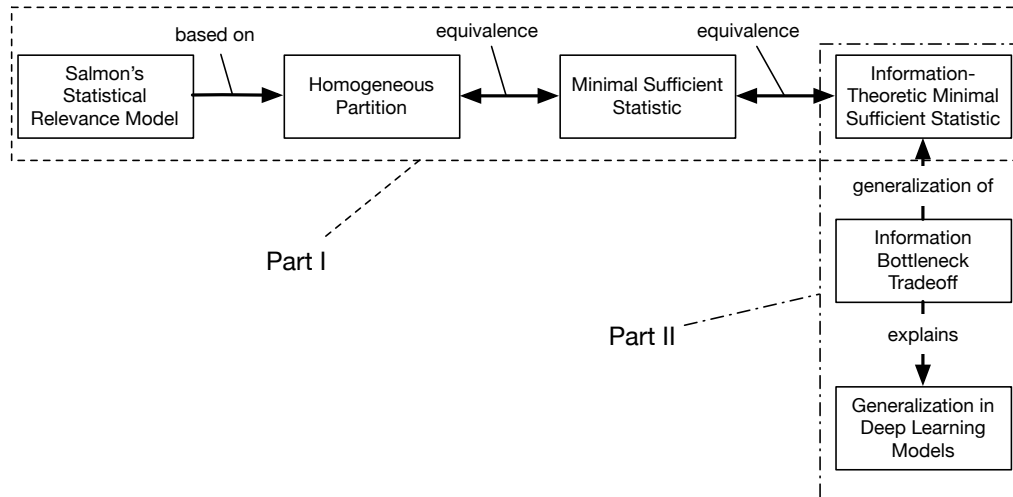 based on
equivalence
equivalence
Salmon's
Statistical
Relevance Model
Homogeneous
Partition
Minimal Sufficient
Statistic
Information-
Theoretic Minimal
Sufficient Statistic
generalization of
Part I
Information
Bottleneck
Tradeoff
Part II
explains
Generalization in
Deep Learning
Models